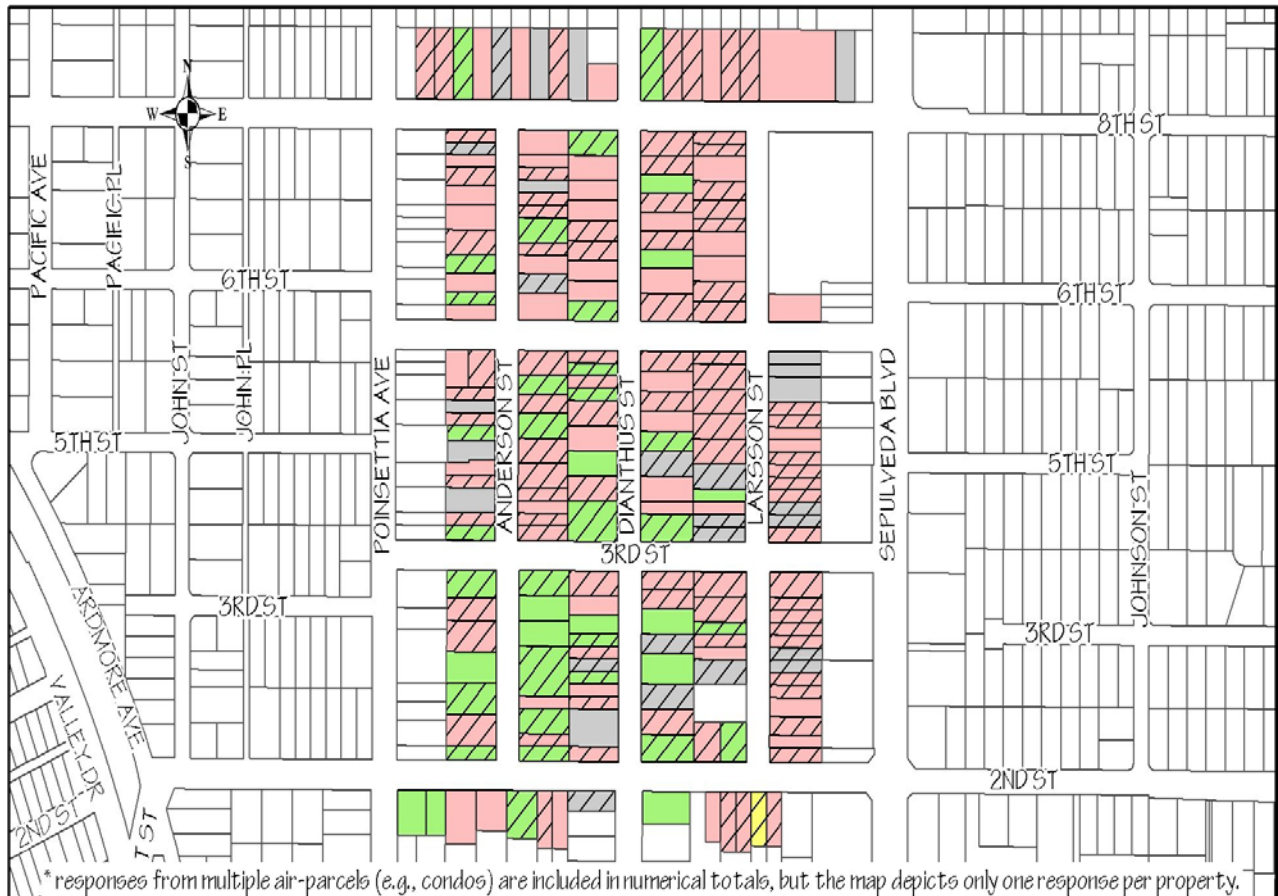 N
W E
S
8TH ST
PACIFIC AVE
PACIFIC PL
6TH ST
6TH ST
JOHN ST
JOHN PL
POINSETTIA AVE
ANDERSON ST
DIANTHUS ST
LARSSON ST
SEPULVEDA BLVD
5TH ST
5TH ST
JOHNSON ST
3RD ST
3RD ST
3RD ST
ARDMORE AVE
VALLEY DR
2ND ST
2ND ST
* responses from multiple air-parcels (e.g., condos) are included in numerical totals, but the map depicts only one response per property.